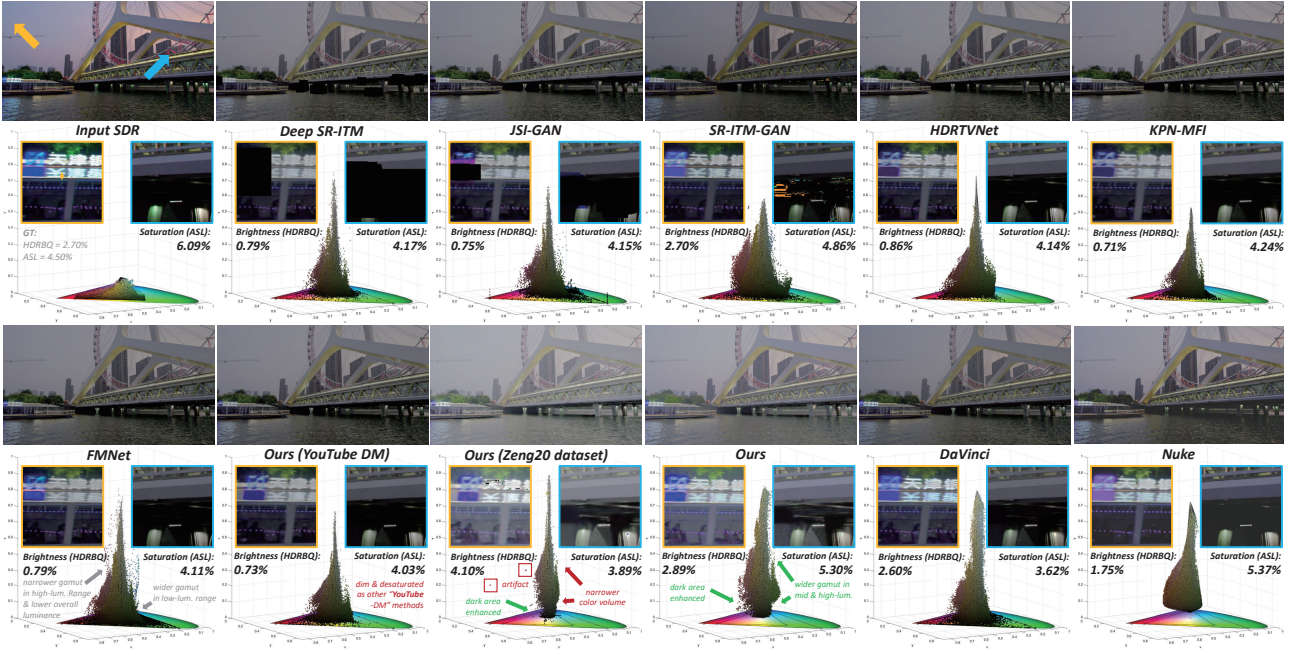 Input SDR
Deep SR-ITM
JSI-GAN
SR-ITM-GAN
HDRTVNet
KPN-MFI
GT:
HDRBQ = 2.70%
ASL = 4.50%
Saturation (ASL):
6.09%
Brightness (HDRBQ):
0.79%
Saturation (ASL):
4.17%
Brightness (HDRBQ):
0.75%
Saturation (ASL):
4.15%
Brightness (HDRBQ):
2.70%
Saturation (ASL):
4.86%
Brightness (HDRBQ):
0.86%
Saturation (ASL):
4.14%
Brightness (HDRBQ):
0.71%
Saturation (ASL):
4.24%
FMNet
Ours (YouTube DM)
Ours (Zeng20 dataset)
Ours
DaVinci
Nuke
Brightness (HDRBQ):
0.79%
Saturation (ASL):
4.11%
narrower gamut
in high-lum. Range
& lower overall
luminance
wider gamut
in low-lum. range
Brightness (HDRBQ):
0.73%
Saturation (ASL):
4.03%
dim & desaturated
as other "YouTube
-DM" methods
Brightness (HDRBQ):
4.10%
Saturation (ASL):
3.89%
artifact
dark area
enhanced
narrower
color volume
Brightness (HDRBQ):
2.89%
Saturation (ASL):
5.30%
dark area
enhanced
wider gamut in
mid & high-lum.
Brightness (HDRBQ):
2.60%
Saturation (ASL):
3.62%
Brightness (HDRBQ):
1.75%
Saturation (ASL):
5.37%